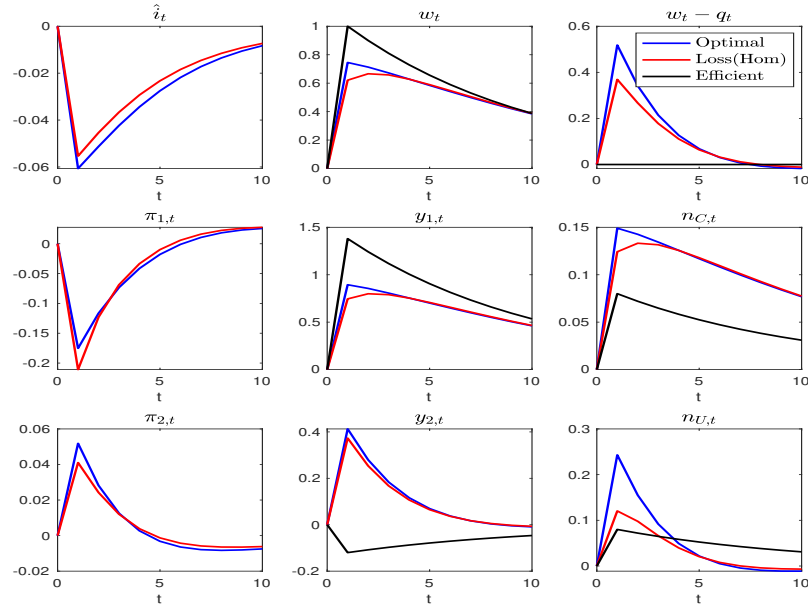 î_t
w_t
w_t − q_t
0
-0.02
-0.04
-0.06
0 5 10
t
1
0.8
0.6
0.4
0.2
0
0 5 10
t
0.6
0.4
0.2
0
0 5 10
t
Optimal
Loss(Hom)
Efficient
π_{1,t}
y_{1,t}
n_{C,t}
0
-0.05
-0.1
-0.15
-0.2
0 5 10
t
1.5
1
0.5
0
0 5 10
t
0.15
0.1
0.05
0
0 5 10
t
π_{2,t}
y_{2,t}
n_{U,t}
0.06
0.04
0.02
0
-0.02
0 5 10
t
0.4
0.2
0
-0.2
0 5 10
t
0.3
0.2
0.1
0
0 5 10
t